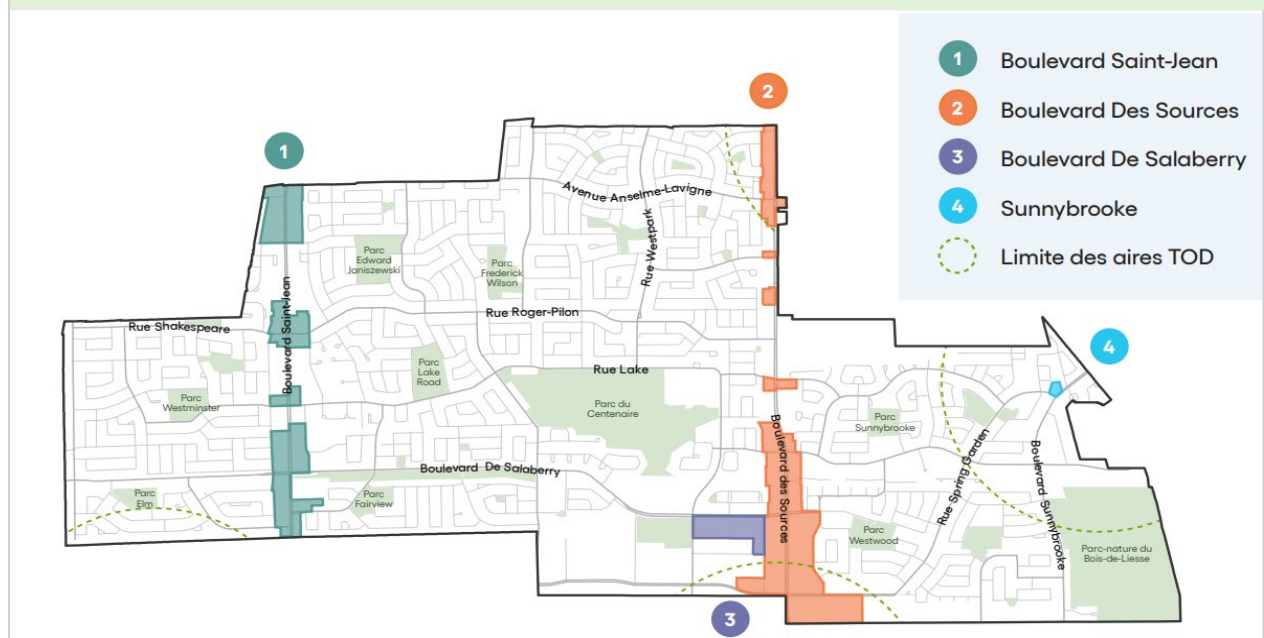 1 Boulevard Saint-Jean
2 Boulevard Des Sources
3 Boulevard De Salaberry
4 Sunnybrooke
Limite des aires TOD
2
1
Avenue Anselme-Lavigne
Rue Westpark
Parc
Edward
Janiszewski
Parc
Frederick
Wilson
Boulevard Saint-Jean
Rue Roger-Pilon
Rue Shakespeare
4
Rue Lake
Parc
Lake
Road
Parc
Westminster
Parc du
Centenaire
Parc
Sunnybrooke
Boulevard des Sources
Rue Spring Garden
Boulevard Sunnybrooke
Boulevard De Salaberry
Parc
Elm
Parc
Fairview
Parc
Westwood
Parc-nature du
Bois-de-Liesse
3